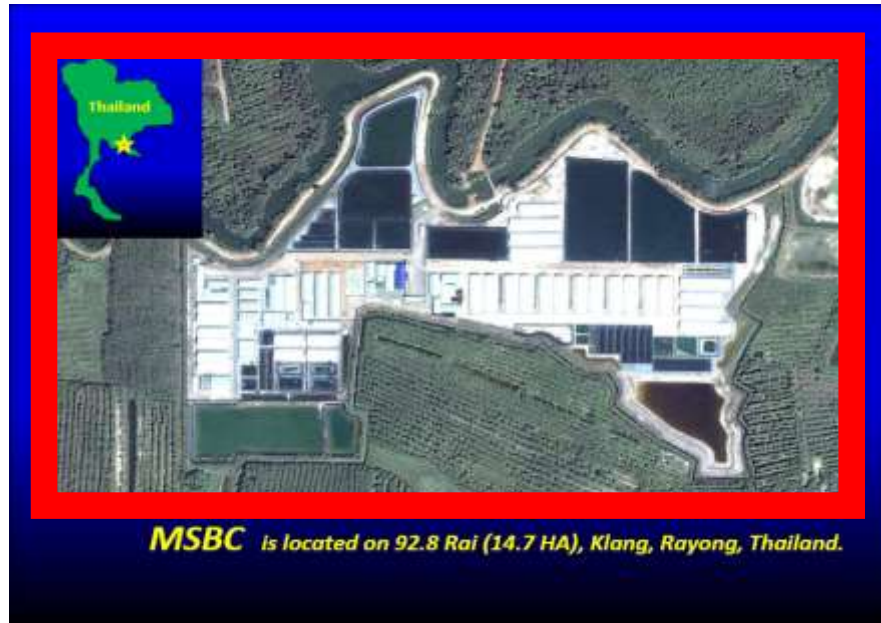 Thailand
MSBC is located on 92.8 Rai (14.7 HA), Klang, Rayong, Thailand.